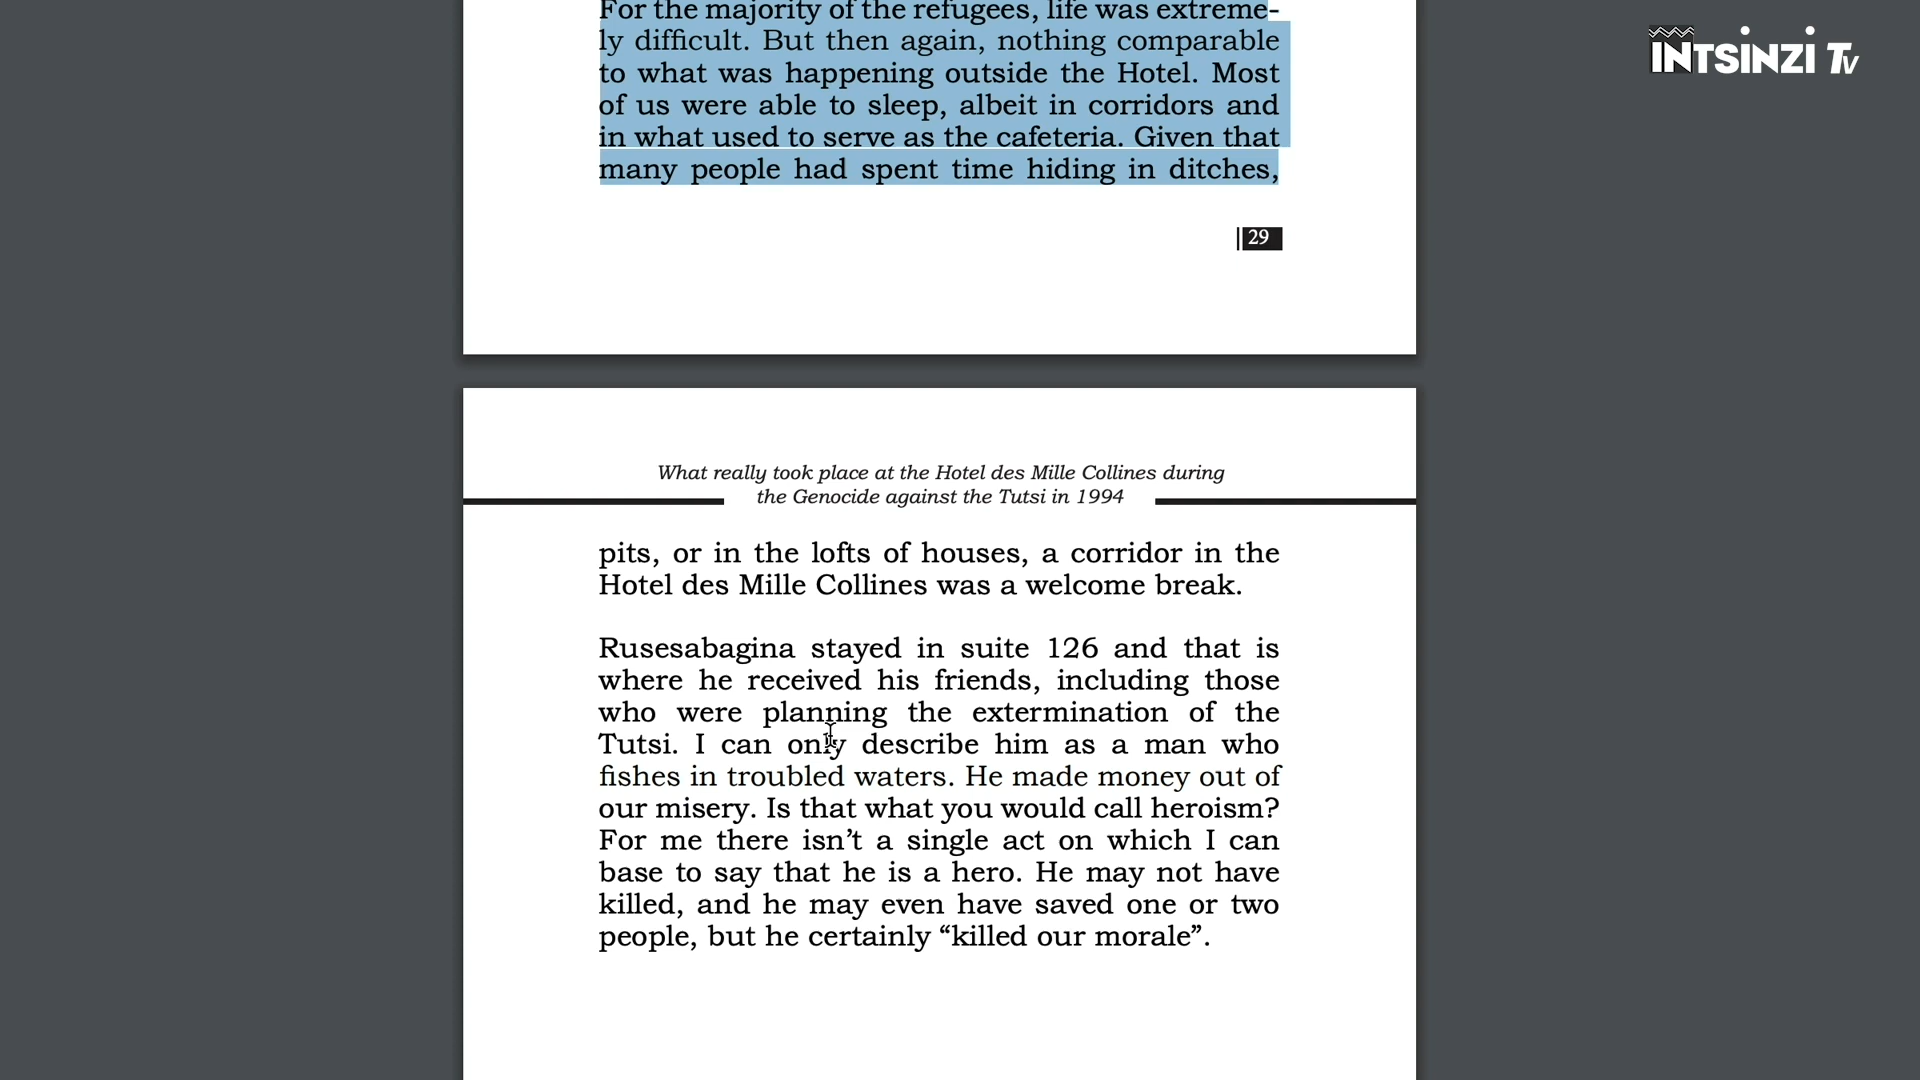 INTSINZI Tv
For the majority of the refugees, life was extreme-
ly difficult. But then again, nothing comparable
to what was happening outside the Hotel. Most
of us were able to sleep, albeit in corridors and
in what used to serve as the cafeteria. Given that
many people had spent time hiding in ditches,
29
What really took place at the Hotel des Mille Collines during
the Genocide against the Tutsi in 1994
pits, or in the lofts of houses, a corridor in the
Hotel des Mille Collines was a welcome break.
Rusesabagina stayed in suite 126 and that is
where he received his friends, including those
who were planning the extermination of the
Tutsi. I can only describe him as a man who
fishes in troubled waters. He made money out of
our misery. Is that what you would call heroism?
For me there isn’t a single act on which I can
base to say that he is a hero. He may not have
killed, and he may even have saved one or two
people, but he certainly “killed our morale”.